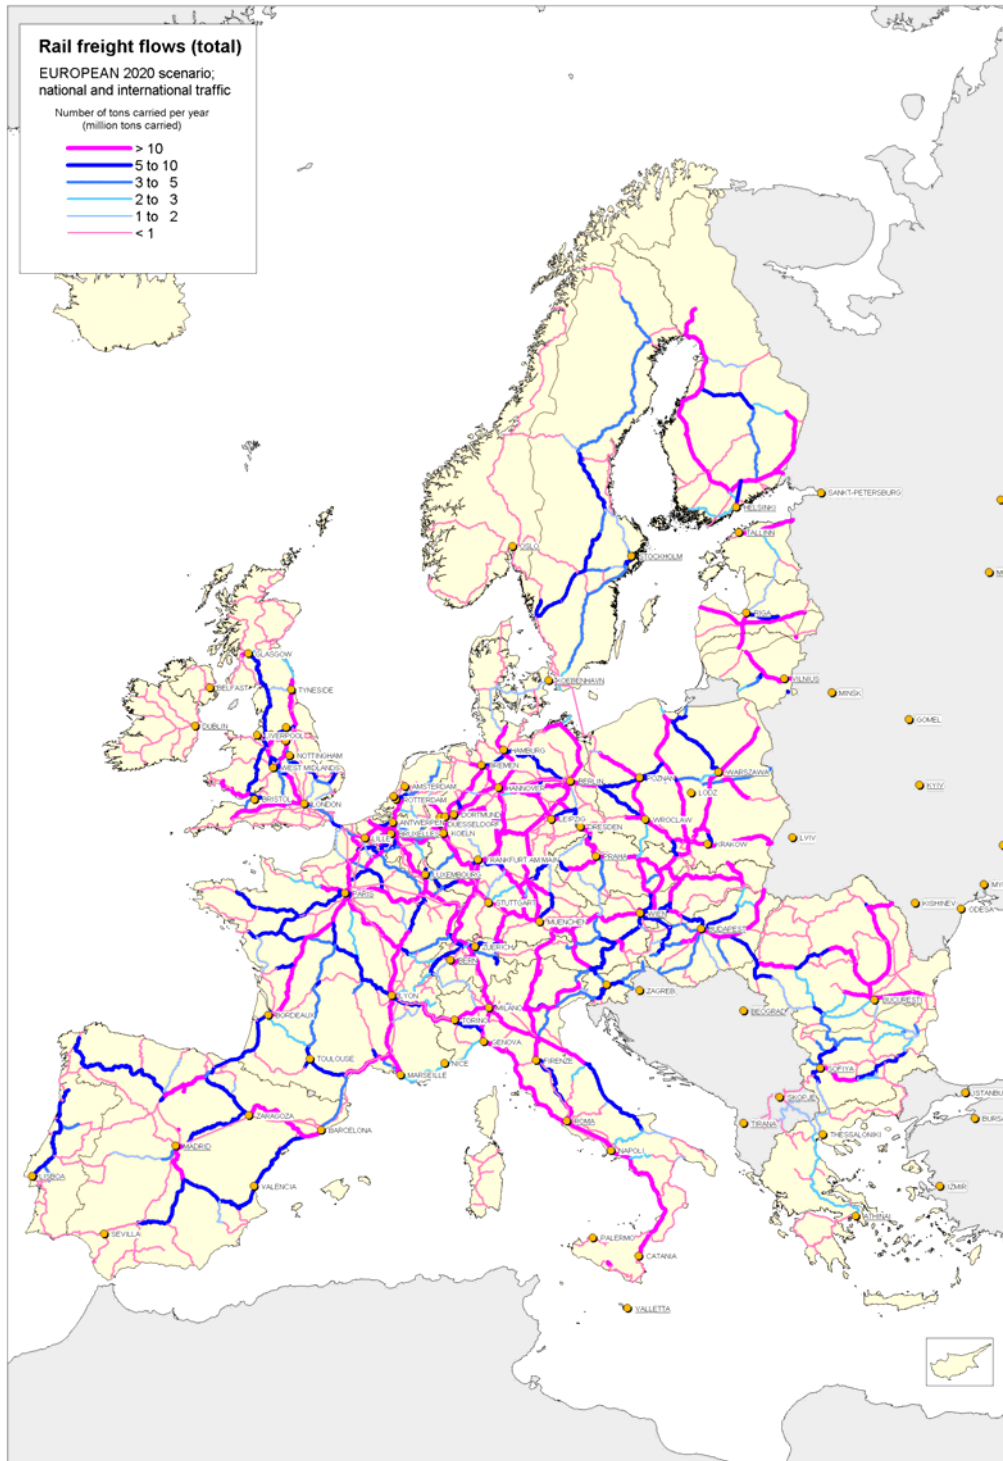 Rail freight flows (total)
EUROPEAN 2020 scenario;
national and international traffic
Number of tons carried per year
(million tons carried)
> 10
5 to 10
3 to 5
2 to 3
1 to 2
< 1
SANKT-PETERSBURG
HELSINKI
TALLINN
OSLO
STOCKHOLM
RIGA
GLASGOW
KOEBENHAVN
VILNIUS
BELFAST
TYNESIDE
MINSK
DUBLIN
LIVERPOOL
GOMEL
NOTTINGHAM
HAMBURG
WEST MIDLANDS
BREMEN
WARSZAWA
POZNAN
BERLIN
AMSTERDAM
HANNOVER
KYIV
LODZ
ROTTERDAM
BRISTOL
LONDON
DORTMUND
ANTWERPEN
DUESSELDORF
LEIPZIG
WROCLAW
DRESDEN
BRUXELLES
KOELN
LILLE
LVIV
KRAKOW
FRANKFURT AM MAIN
PRAHA
LUXEMBOURG
PARIS
STUTTGART
KISHINEV
ODESA
WIEN
MUENCHEN
BUDAPEST
ZUERICH
BERN
ZAGREB
LYON
BUCURESTI
MILANO
BEOGRAD
BORDEAUX
TORINO
GENOVA
TOULOUSE
NICE
FIRENZE
SOFIYA
MARSEILLE
ISTANBU
SKOPJE
ZARAGOZA
BURSA
ROMA
TIRANA
BARCELONA
THESSALONIKI
MADRID
NAPOLI
LISBOA
VALENCIA
IZMIR
ATHINAI
SEVILLA
PALERMO
CATANIA
VALLETTA